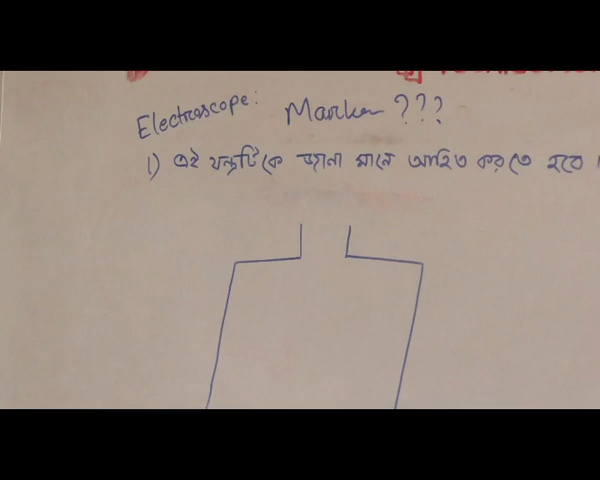 Electroscope: Marker ???
1) এই যন্ত্রটিকে জানা মানে আহিত করতে হবে।